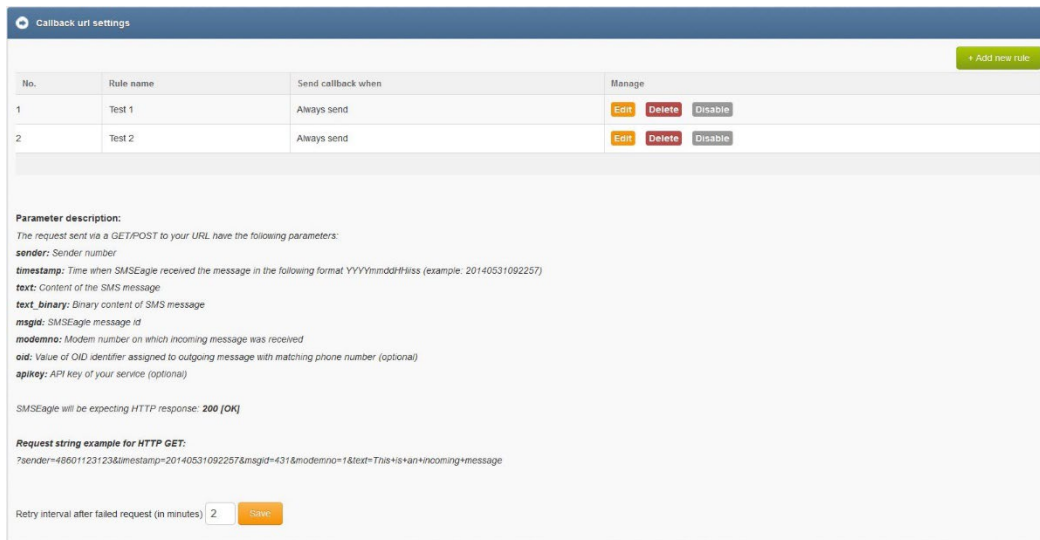 Callback url settings
+ Add new rule
No. Rule name Send callback when Manage
1 Test 1 Always send Edit Delete Disable
2 Test 2 Always send Edit Delete Disable
Parameter description:
The request sent via a GET/POST to your URL have the following parameters:
sender: Sender number
timestamp: Time when SMSEagle received the message in the following format YYYYmmddHHiiss (example: 20140531092257)
text: Content of the SMS message
text_binary: Binary content of SMS message
msgid: SMSEagle message id
modemno: Modem number on which incoming message was received
oid: Value of OID identifier assigned to outgoing message with matching phone number (optional)
apikey: API key of your service (optional)
SMSEagle will be expecting HTTP response: 200 [OK]
Request string example for HTTP GET:
?sender=48601123123&timestamp=20140531092257&msgid=431&modemno=1&text=This+is+an+incoming+message
Retry interval after failed request (in minutes) 2 Save